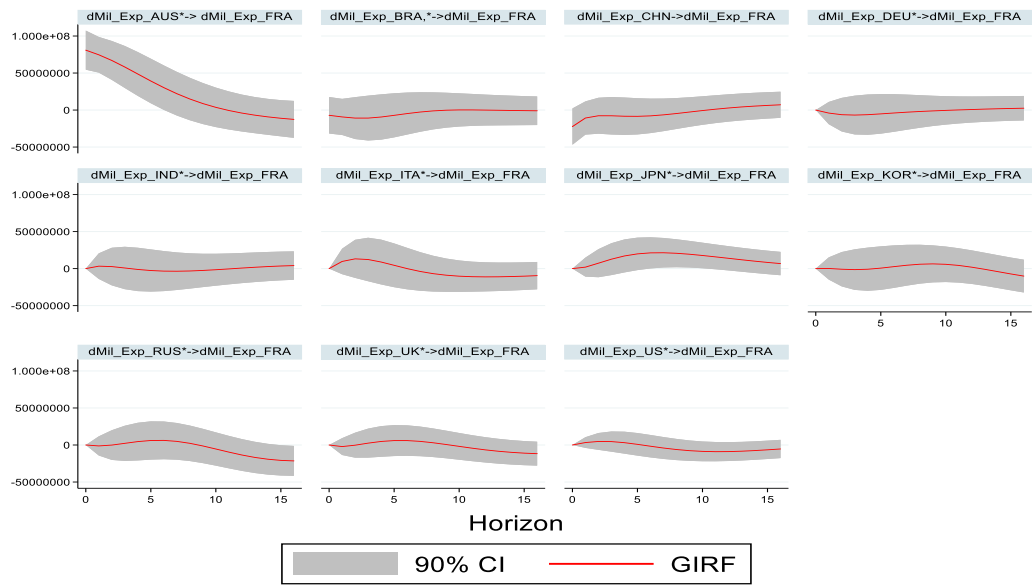 dMil_Exp_AUS*-> dMil_Exp_FRA
dMil_Exp_BRA,*->dMil_Exp_FRA
dMil_Exp_CHN->dMil_Exp_FRA
dMil_Exp_DEU*->dMil_Exp_FRA
1.000e+08
50000000
0
-50000000
dMil_Exp_IND*->dMil_Exp_FRA
dMil_Exp_ITA*->dMil_Exp_FRA
dMil_Exp_JPN*->dMil_Exp_FRA
dMil_Exp_KOR*->dMil_Exp_FRA
1.000e+08
50000000
0
-50000000
0 5 10 15
dMil_Exp_RUS*->dMil_Exp_FRA
dMil_Exp_UK*->dMil_Exp_FRA
dMil_Exp_US*->dMil_Exp_FRA
1.000e+08
50000000
0
-50000000
0 5 10 15
0 5 10 15
0 5 10 15
Horizon
90% CI
GIRF